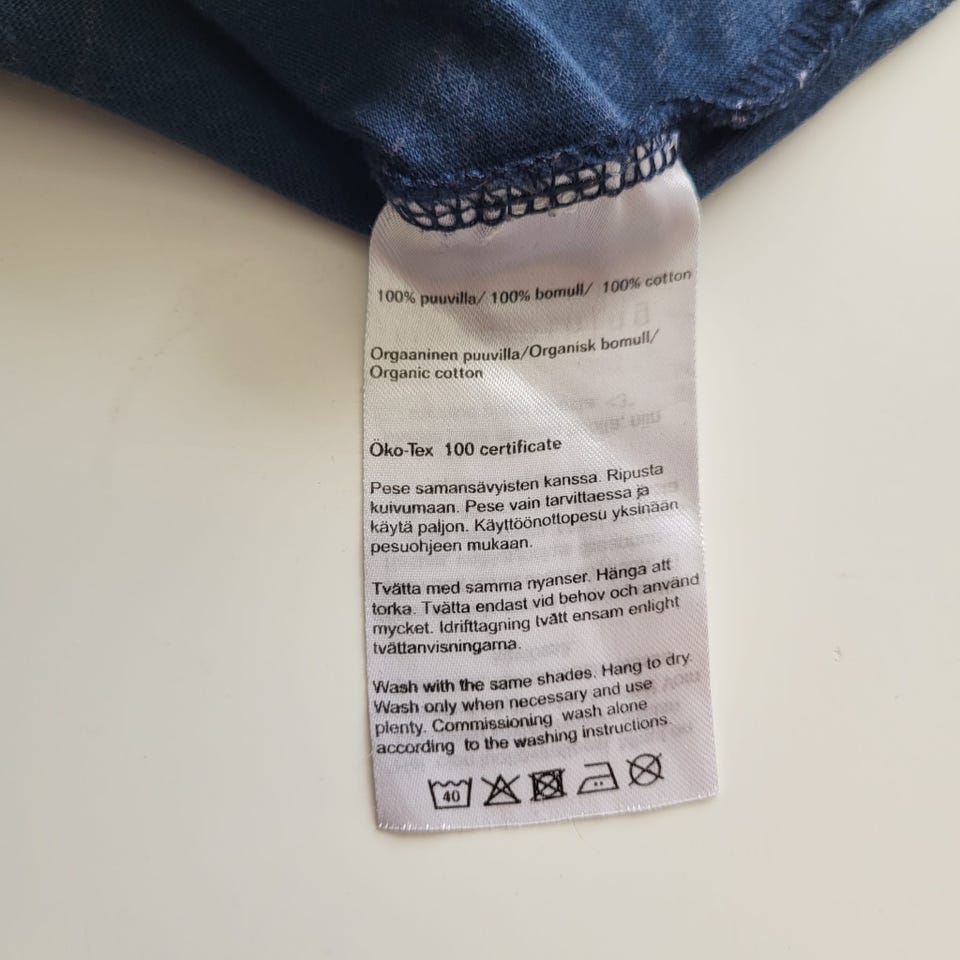 100% puuvilla/ 100% bomull/ 100% cotton
Orgaaninen puuvilla/Organisk bomull/
Organic cotton
Öko-Tex 100 certificate
Pese samansävyisten kanssa. Ripusta
kuivumaan. Pese vain tarvittaessa ja
käytä paljon. Käyttöönottopesu yksinään
pesuohjeen mukaan.
Tvätta med samma nyanser. Hänga att
torka. Tvätta endast vid behov och använd
mycket. Idrifttagning tvätt ensam enlight
tvättanvisningarna.
Wash with the same shades. Hang to dry.
Wash only when necessary and use
plenty. Commissioning wash alone
according to the washing instructions.
40